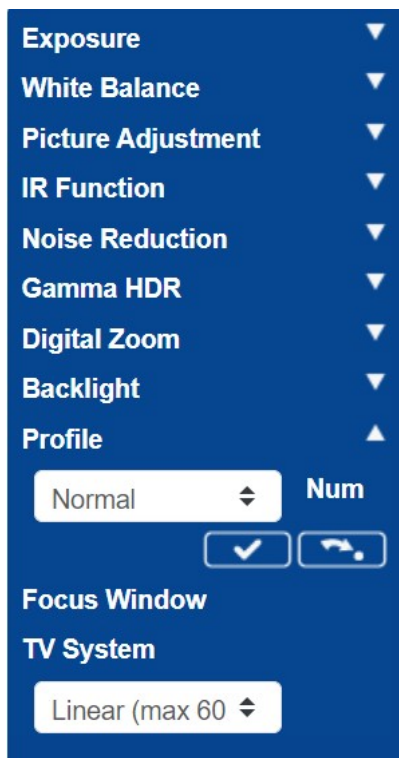 Exposure
White Balance
Picture Adjustment
IR Function
Noise Reduction
Gamma HDR
Digital Zoom
Backlight
Profile
Normal Num
Focus Window
TV System
Linear (max 60